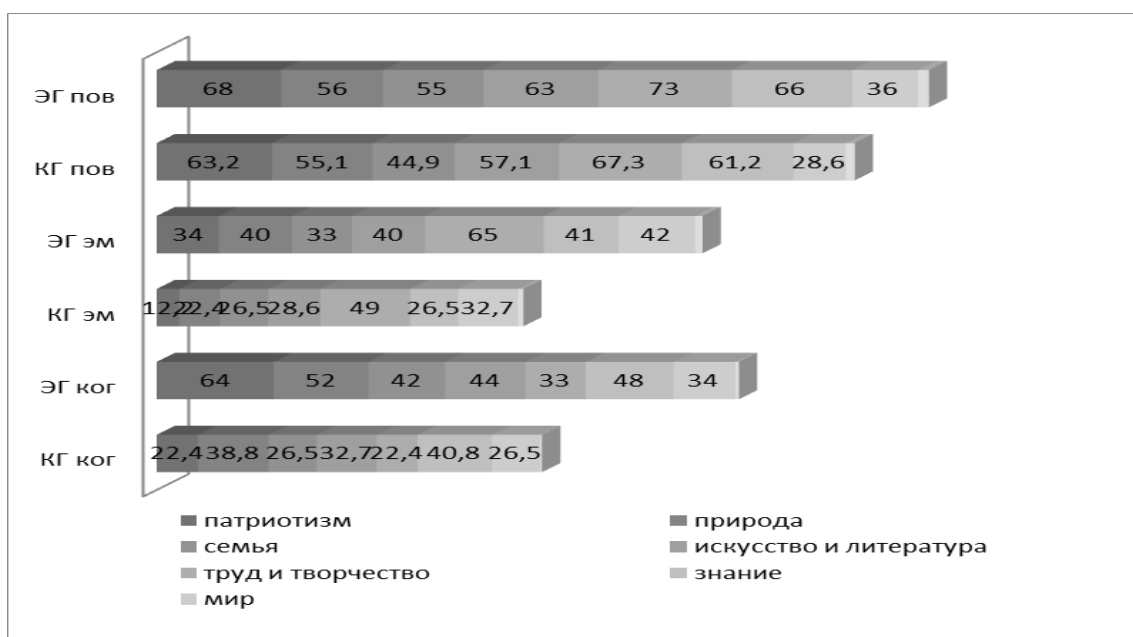 ЭГ пов 68 56 55 63 73 66 36
КГ пов 63,2 55,1 44,9 57,1 67,3 61,2 28,6
ЭГ эм 34 40 33 40 65 41 42
КГ эм 12,2 22,4 26,5 28,6 49 26,5 32,7
ЭГ ког 64 52 42 44 33 48 34
КГ ког 22,4 38,8 26,5 32,7 22,4 40,8 26,5
патриотизм природа
семья искусство и литература
труд и творчество знание
мир